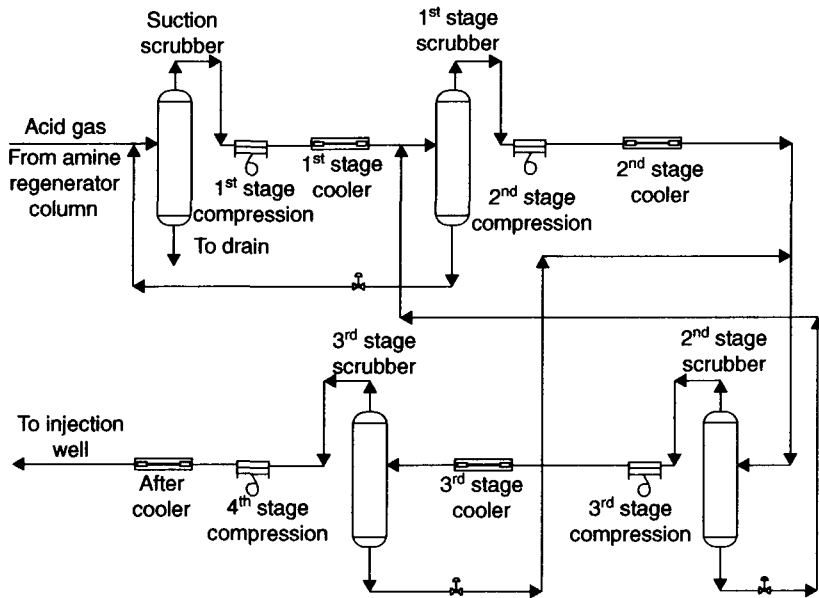 Suction
scrubber
1st stage
scrubber
Acid gas
From amine
regenerator
column
1st stage
compression
1st stage
cooler
2nd stage
compression
2nd stage
cooler
To drain
3rd stage
scrubber
2nd stage
scrubber
To injection
well
After
cooler
4th stage
compression
3rd stage
cooler
3rd stage
compression